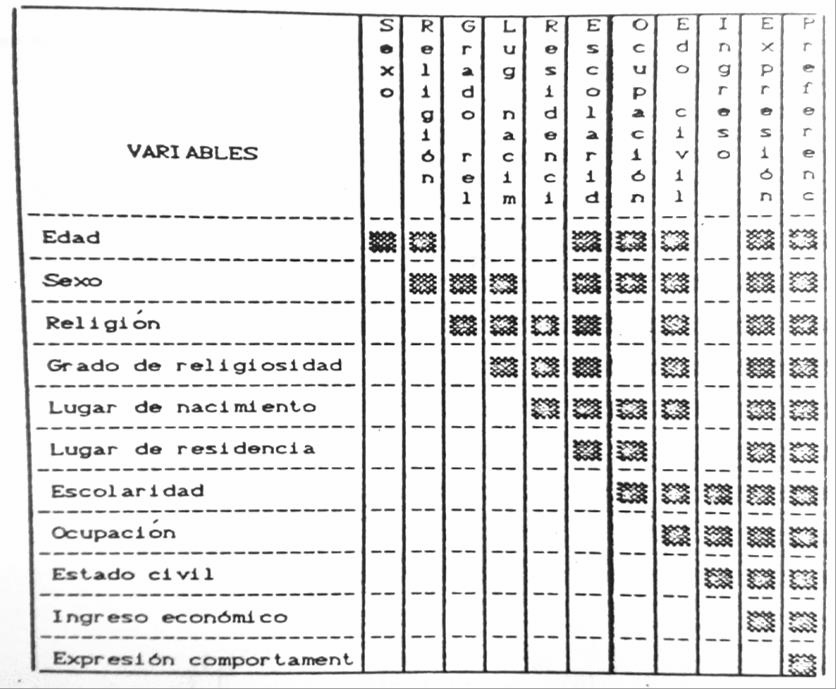 Sexo
Religión
Grado rel
Lug nacim
Residenci
Escolarid
Ocupación
Edo civil
Ingreso
Expresión
Preferenc
VARIABLES
Edad
Sexo
Religión
Grado de religiosidad
Lugar de nacimiento
Lugar de residencia
Escolaridad
Ocupación
Estado civil
Ingreso económico
Expresión comportament